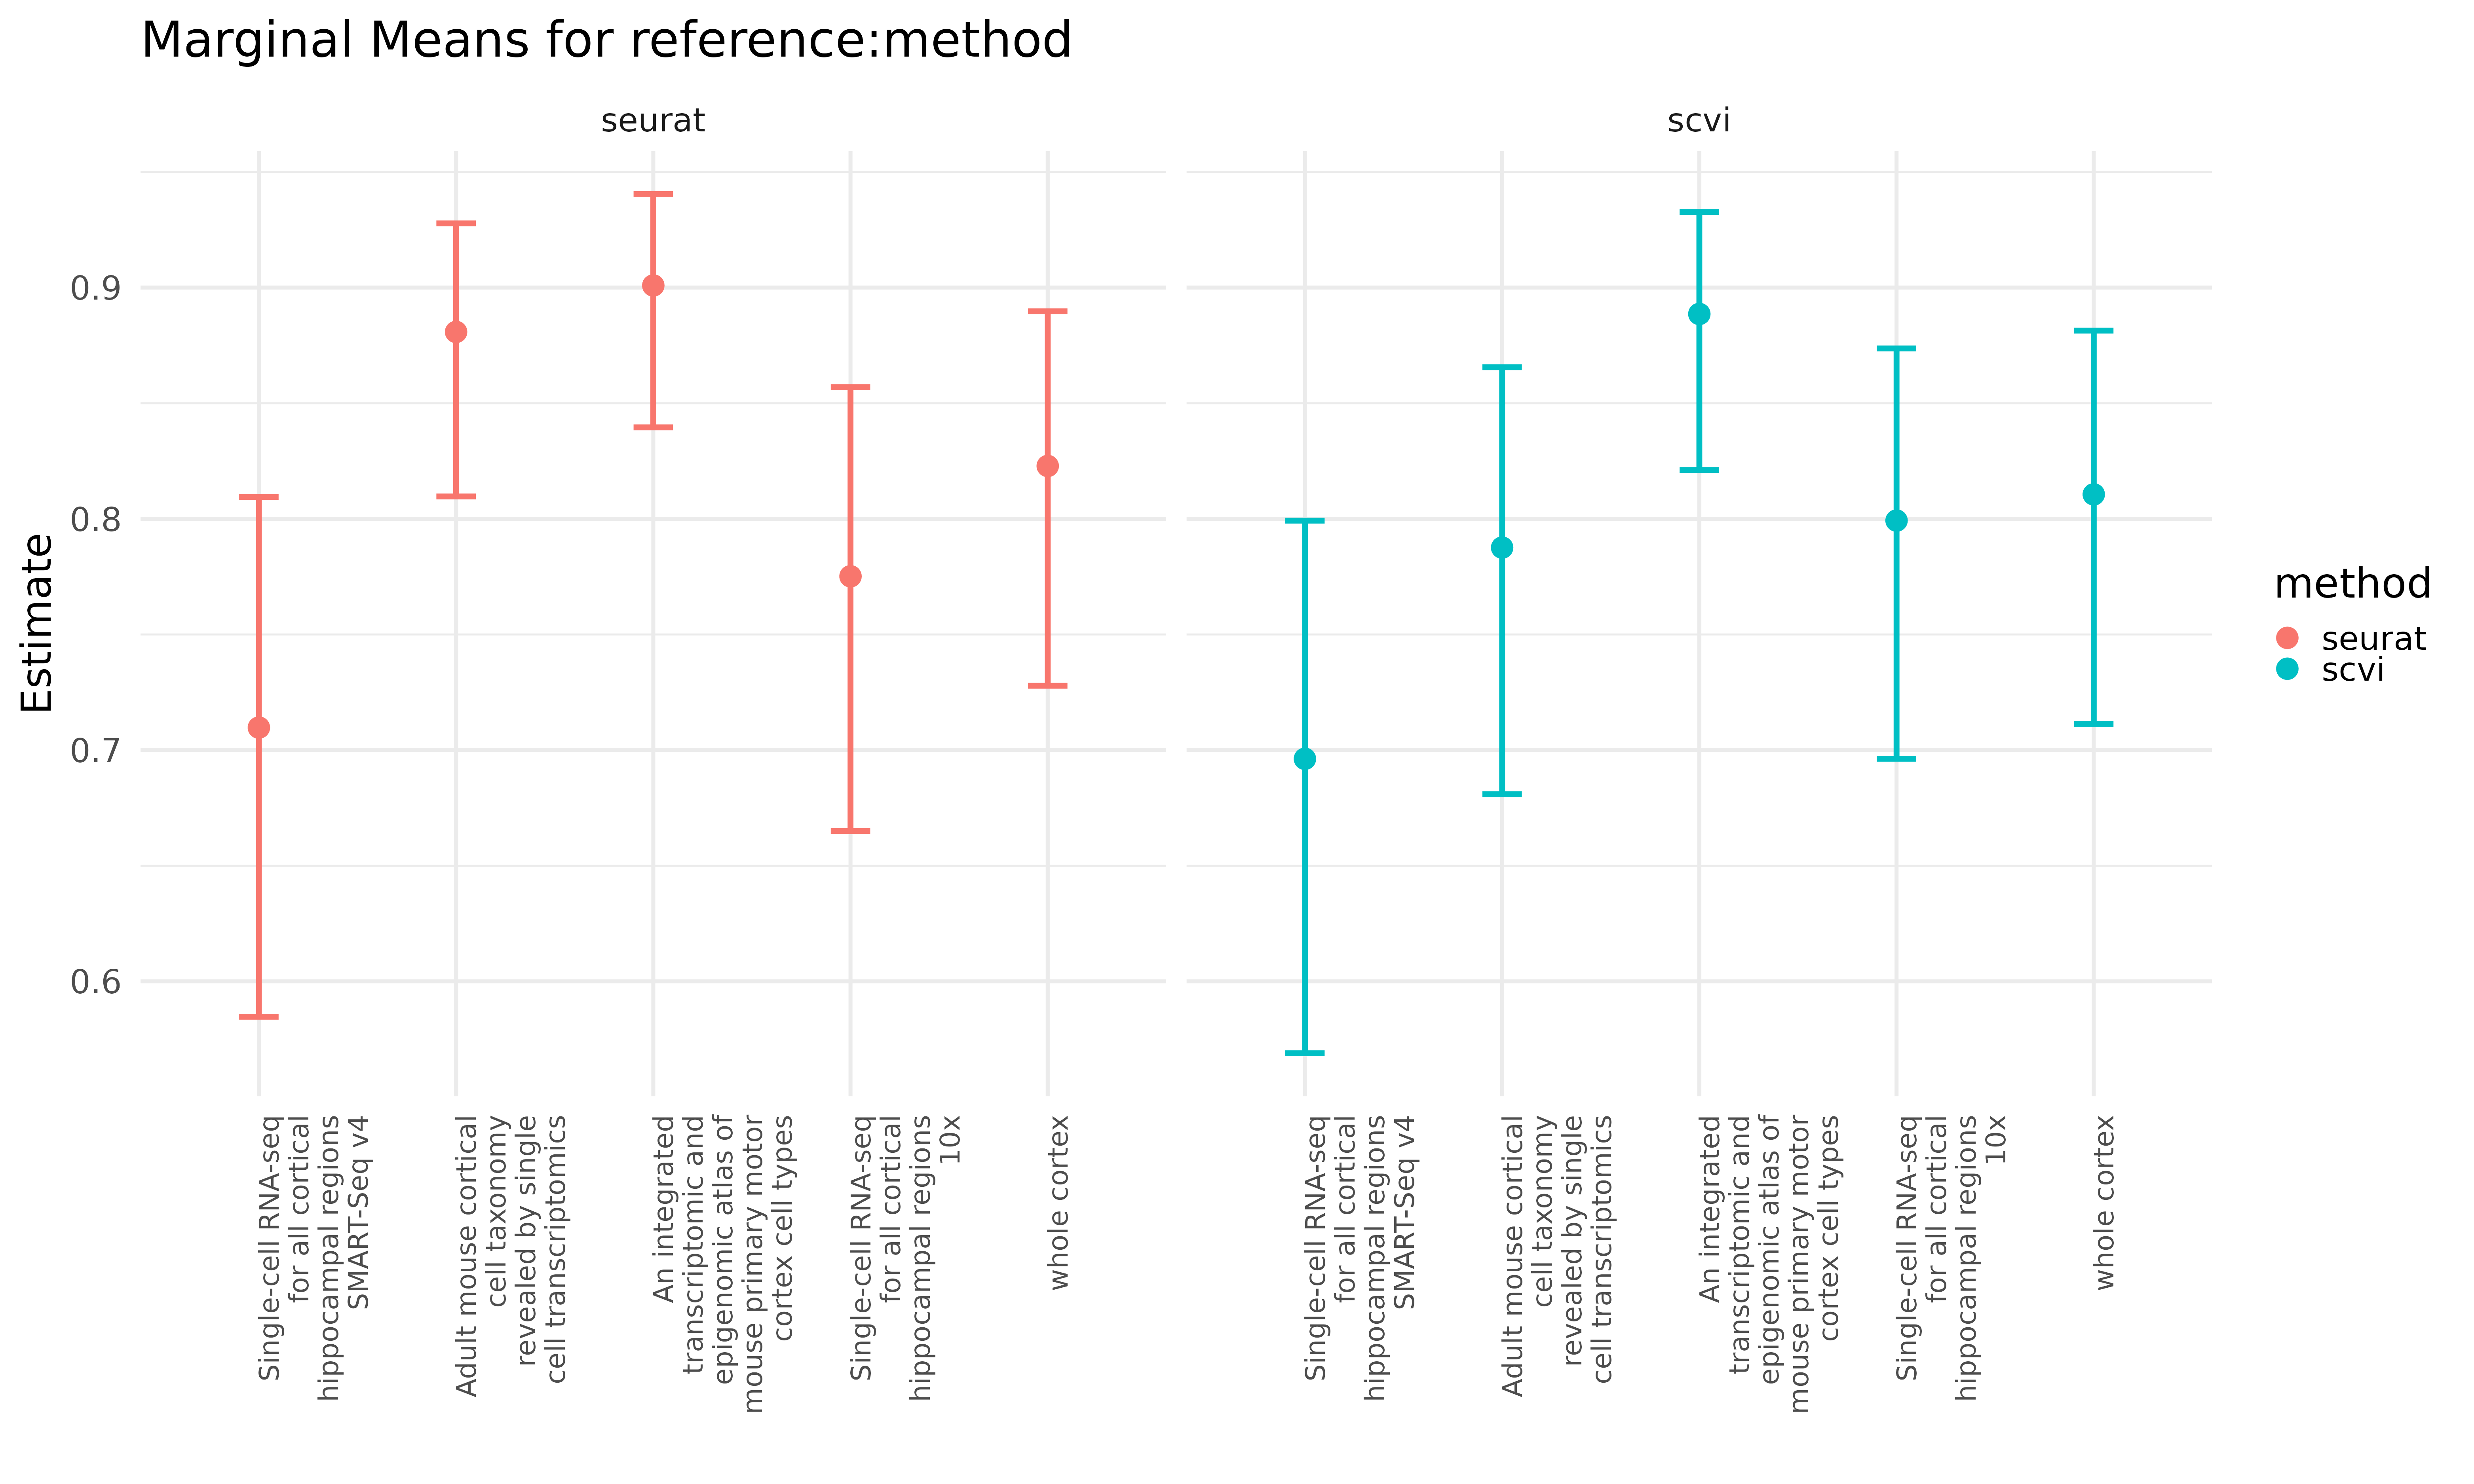 Marginal Means for reference:method
seurat
scvi
Estimate
0.9
0.8
0.7
0.6
Single-cell RNA-seq
for all cortical
hippocampal regions
SMART-Seq v4
Adult mouse cortical
cell taxonomy
revealed by single
cell transcriptomics
An integrated
transcriptomic and
epigenomic atlas of
mouse primary motor
cortex cell types
Single-cell RNA-seq
for all cortical
hippocampal regions
10x
whole cortex
Single-cell RNA-seq
for all cortical
hippocampal regions
SMART-Seq v4
Adult mouse cortical
cell taxonomy
revealed by single
cell transcriptomics
An integrated
transcriptomic and
epigenomic atlas of
mouse primary motor
cortex cell types
Single-cell RNA-seq
for all cortical
hippocampal regions
10x
whole cortex
method
seurat
scvi